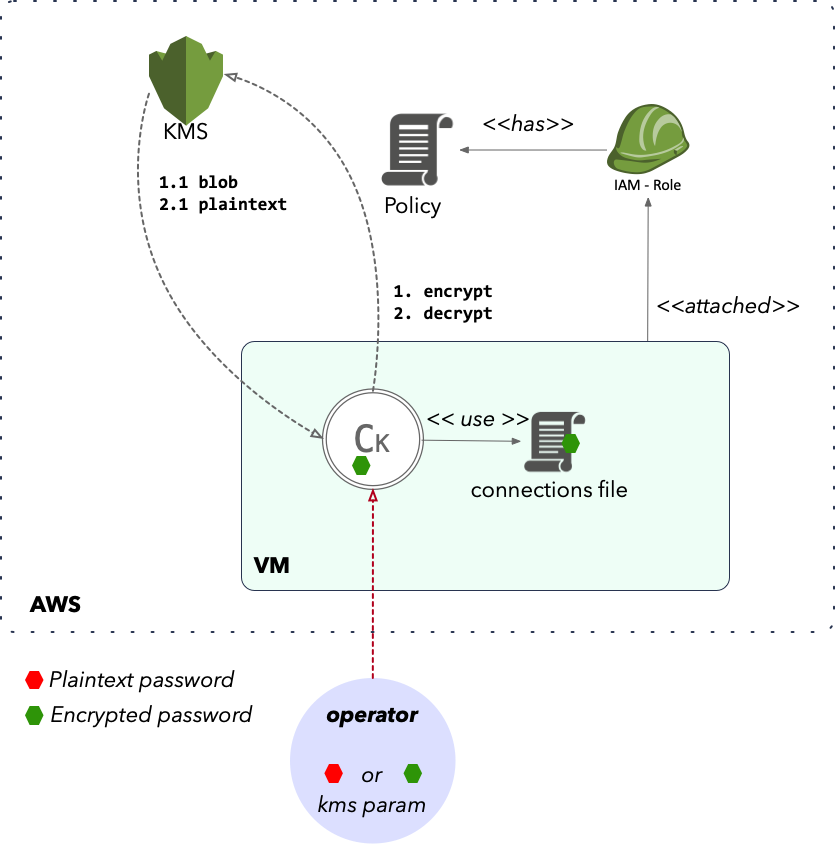 KMS
<<has>>
IAM - Role
1.1 blob
2.1 plaintext
Policy
1. encrypt
2. decrypt
<<attached>>
CK
<< use >>
connections file
VM
AWS
Plaintext password
Encrypted password
operator
or
kms param